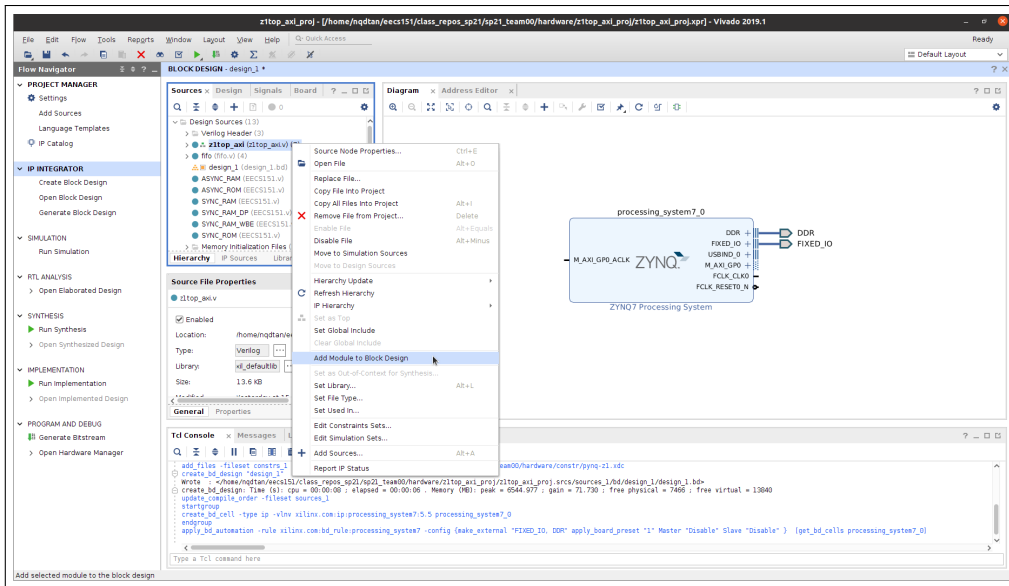 z1top_axi_proj - [/home/nqdtan/eecs151/class_repos_sp21/sp21_team00/hardware/z1top_axi_proj/z1top_axi_proj.xpr] - Vivado 2019.1
File Edit Flow Tools Reports Window Layout View Help Q- Quick Access
Ready
Default Layout
Flow Navigator
PROJECT MANAGER
Settings
Add Sources
Language Templates
IP Catalog
IP INTEGRATOR
Create Block Design
Open Block Design
Generate Block Design
SIMULATION
Run Simulation
RTL ANALYSIS
Open Elaborated Design
SYNTHESIS
Run Synthesis
Open Synthesized Design
IMPLEMENTATION
Run Implementation
Open Implemented Design
PROGRAM AND DEBUG
Generate Bitstream
Open Hardware Manager
BLOCK DESIGN - design_1 *
Sources Design Signals Board
0
Design Sources (13)
Verilog Header (3)
z1top_axi (z1top_axi.v)
fifo (fifo.v) (4)
design_1 (design_1.bd)
ASYNC_RAM (EECS151.v)
ASYNC_ROM (EECS151.v)
SYNC_RAM (EECS151.v)
SYNC_RAM_DP (EECS151.v)
SYNC_RAM_WBE (EECS151.
SYNC_ROM (EECS151.v)
Memory Initialization Files (
Hierarchy IP Sources Librar
Source File Properties
z1top_axi.v
Enabled
Location: /home/nqdtan/ee
Type: Verilog
Library: xil_defaultlib
Size: 13.6 KB
General Properties
Source Node Properties... Ctrl+E
Open File Alt+O
Replace File...
Copy File Into Project
Copy All Files Into Project Alt+I
Remove File from Project... Delete
Enable File Alt+Equals
Disable File Alt+Minus
Move to Simulation Sources
Move to Design Sources
Hierarchy Update
Refresh Hierarchy
IP Hierarchy
Set as Top
Set Global Include
Clear Global Include
Add Module to Block Design
Set as Out-of-Context for Synthesis...
Set Library... Alt+L
Set File Type...
Set Used In...
Edit Constraints Sets...
Edit Simulation Sets...
Add Sources... Alt+A
Report IP Status
Diagram Address Editor
processing_system7_0
M_AXI_GP0_ACLK
ZYNQ
DDR
FIXED_IO
USBIND_0
M_AXI_GP0
FCLK_CLK0
FCLK_RESET0_N
DDR
FIXED_IO
ZYNQ7 Processing System
Tcl Console Messages L
add_files -fileset constrs_1 eam00/hardware/constr/pynq-z1.xdc
create_bd_design "design_1"
Wrote : </home/nqdtan/eecs151/class_repos_sp21/sp21_team00/hardware/z1top_axi_proj/z1top_axi_proj.srcs/sources_1/bd/design_1/design_1.bd>
create_bd_design: Time (s): cpu = 00:00:08 ; elapsed = 00:00:06 . Memory (MB): peak = 6544.977 ; gain = 71.730 ; free physical = 7466 ; free virtual = 13840
update_compile_order -fileset sources_1
startgroup
create_bd_cell -type ip -vlnv xilinx.com:ip:processing_system7:5.5 processing_system7_0
endgroup
apply_bd_automation -rule xilinx.com:bd_rule:processing_system7 -config {make_external "FIXED_IO, DDR" apply_board_preset "1" Master "Disable" Slave "Disable" } [get_bd_cells processing_system7_0]
Type a Tcl command here
Add selected module to the block design